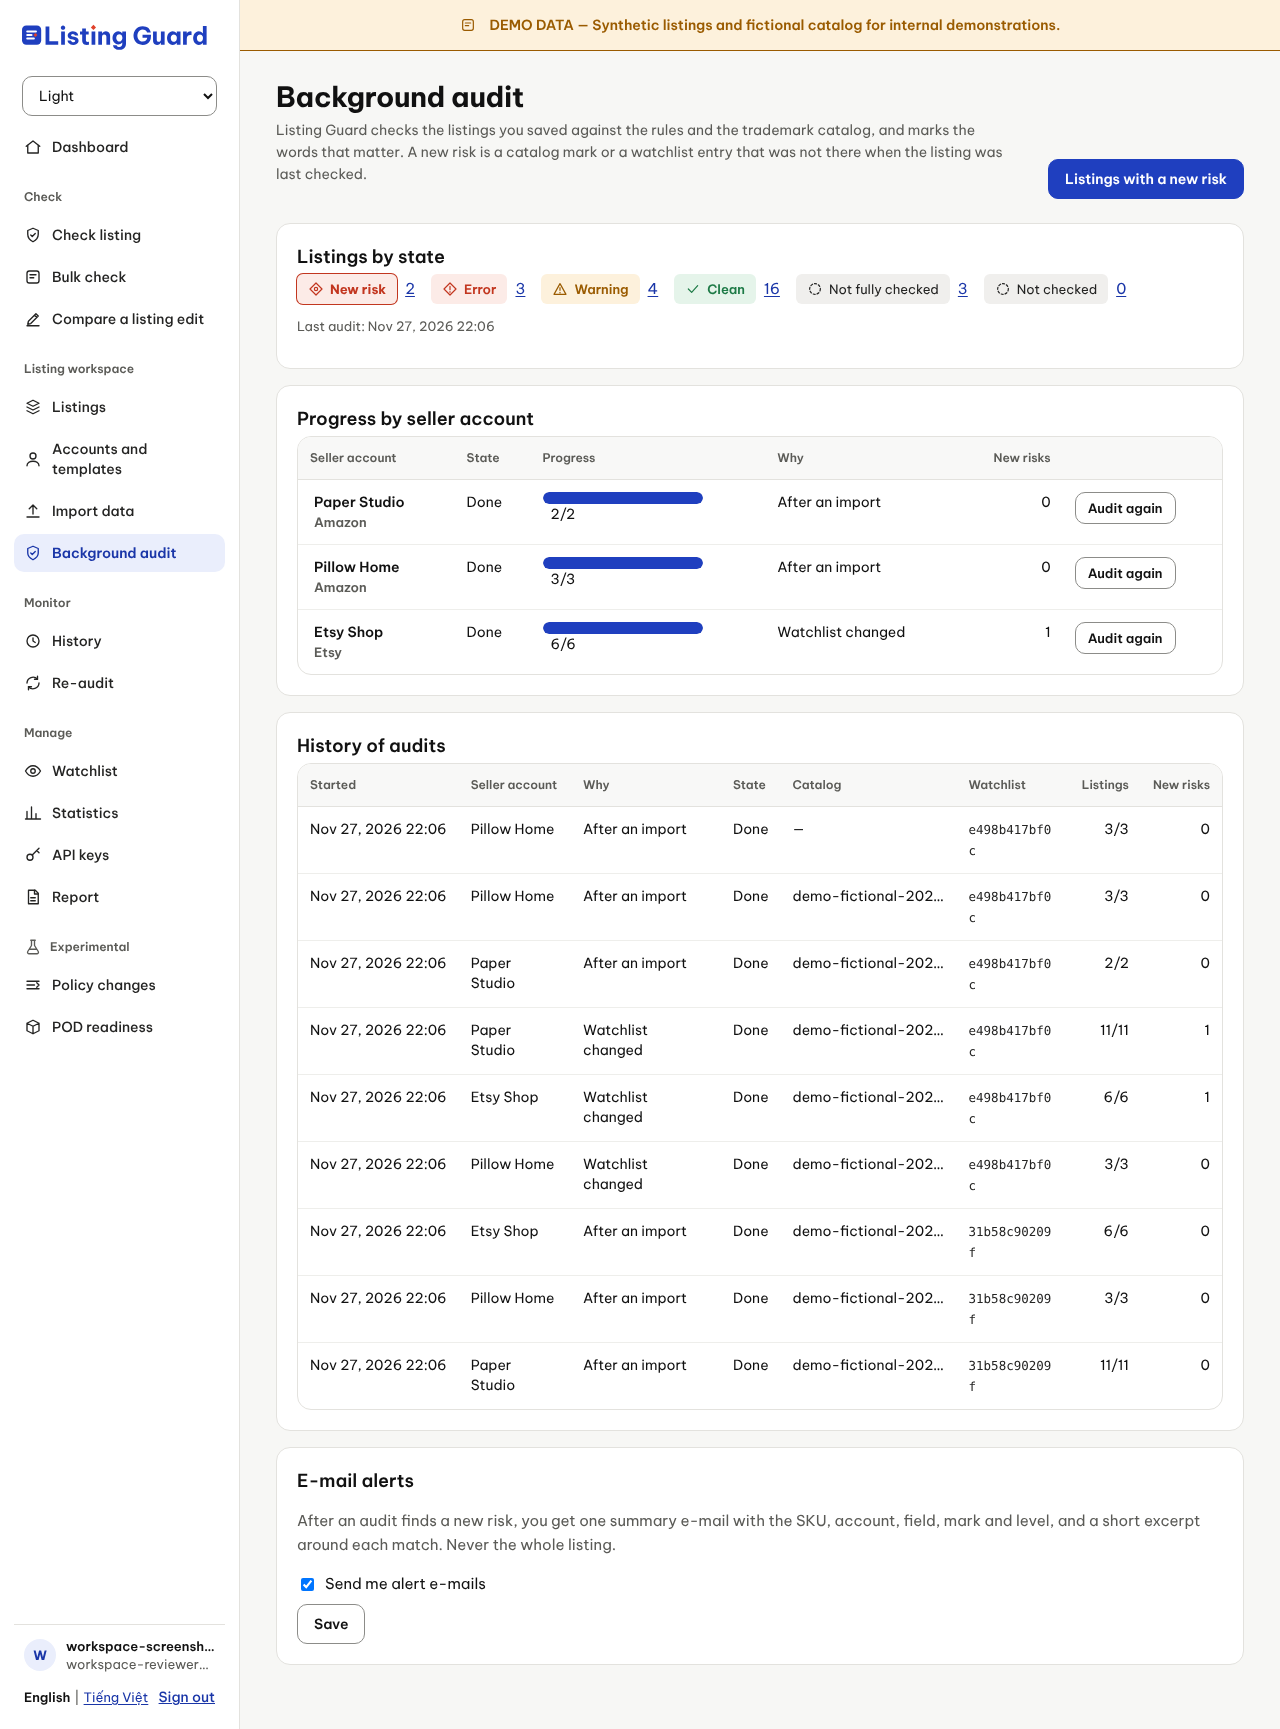 Listing Guard
Light
Dashboard
Check
Check listing
Bulk check
Compare a listing edit
Listing workspace
Listings
Accounts and
templates
Import data
Background audit
Monitor
History
Re-audit
Manage
Watchlist
Statistics
API keys
Report
Experimental
Policy changes
POD readiness
W
workspace-screensh...
workspace-reviewer...
English | Tiếng Việt Sign out
DEMO DATA — Synthetic listings and fictional catalog for internal demonstrations.
Background audit
Listing Guard checks the listings you saved against the rules and the trademark catalog, and marks the
words that matter. A new risk is a catalog mark or a watchlist entry that was not there when the listing was
last checked.
Listings with a new risk
Listings by state
New risk 2 Error 3 Warning 4 Clean 16 Not fully checked 3 Not checked 0
Last audit: Nov 27, 2026 22:06
Progress by seller account
Seller account State Progress Why New risks
Paper Studio Done After an import 0 Audit again
Amazon 2/2
Pillow Home Done After an import 0 Audit again
Amazon 3/3
Etsy Shop Done Watchlist changed 1 Audit again
Etsy 6/6
History of audits
Started Seller account Why State Catalog Watchlist Listings New risks
Nov 27, 2026 22:06 Pillow Home After an import Done — e498b417bf0 3/3 0
c
Nov 27, 2026 22:06 Pillow Home After an import Done demo-fictional-202... e498b417bf0 3/3 0
c
Nov 27, 2026 22:06 Paper After an import Done demo-fictional-202... e498b417bf0 2/2 0
Studio c
Nov 27, 2026 22:06 Paper Watchlist Done demo-fictional-202... e498b417bf0 11/11 1
Studio changed c
Nov 27, 2026 22:06 Etsy Shop Watchlist Done demo-fictional-202... e498b417bf0 6/6 1
changed c
Nov 27, 2026 22:06 Pillow Home Watchlist Done demo-fictional-202... e498b417bf0 3/3 0
changed c
Nov 27, 2026 22:06 Etsy Shop After an import Done demo-fictional-202... 31b58c90209 6/6 0
f
Nov 27, 2026 22:06 Pillow Home After an import Done demo-fictional-202... 31b58c90209 3/3 0
f
Nov 27, 2026 22:06 Paper After an import Done demo-fictional-202... 31b58c90209 11/11 0
Studio f
E-mail alerts
After an audit finds a new risk, you get one summary e-mail with the SKU, account, field, mark and level, and a short excerpt
around each match. Never the whole listing.
Send me alert e-mails
Save